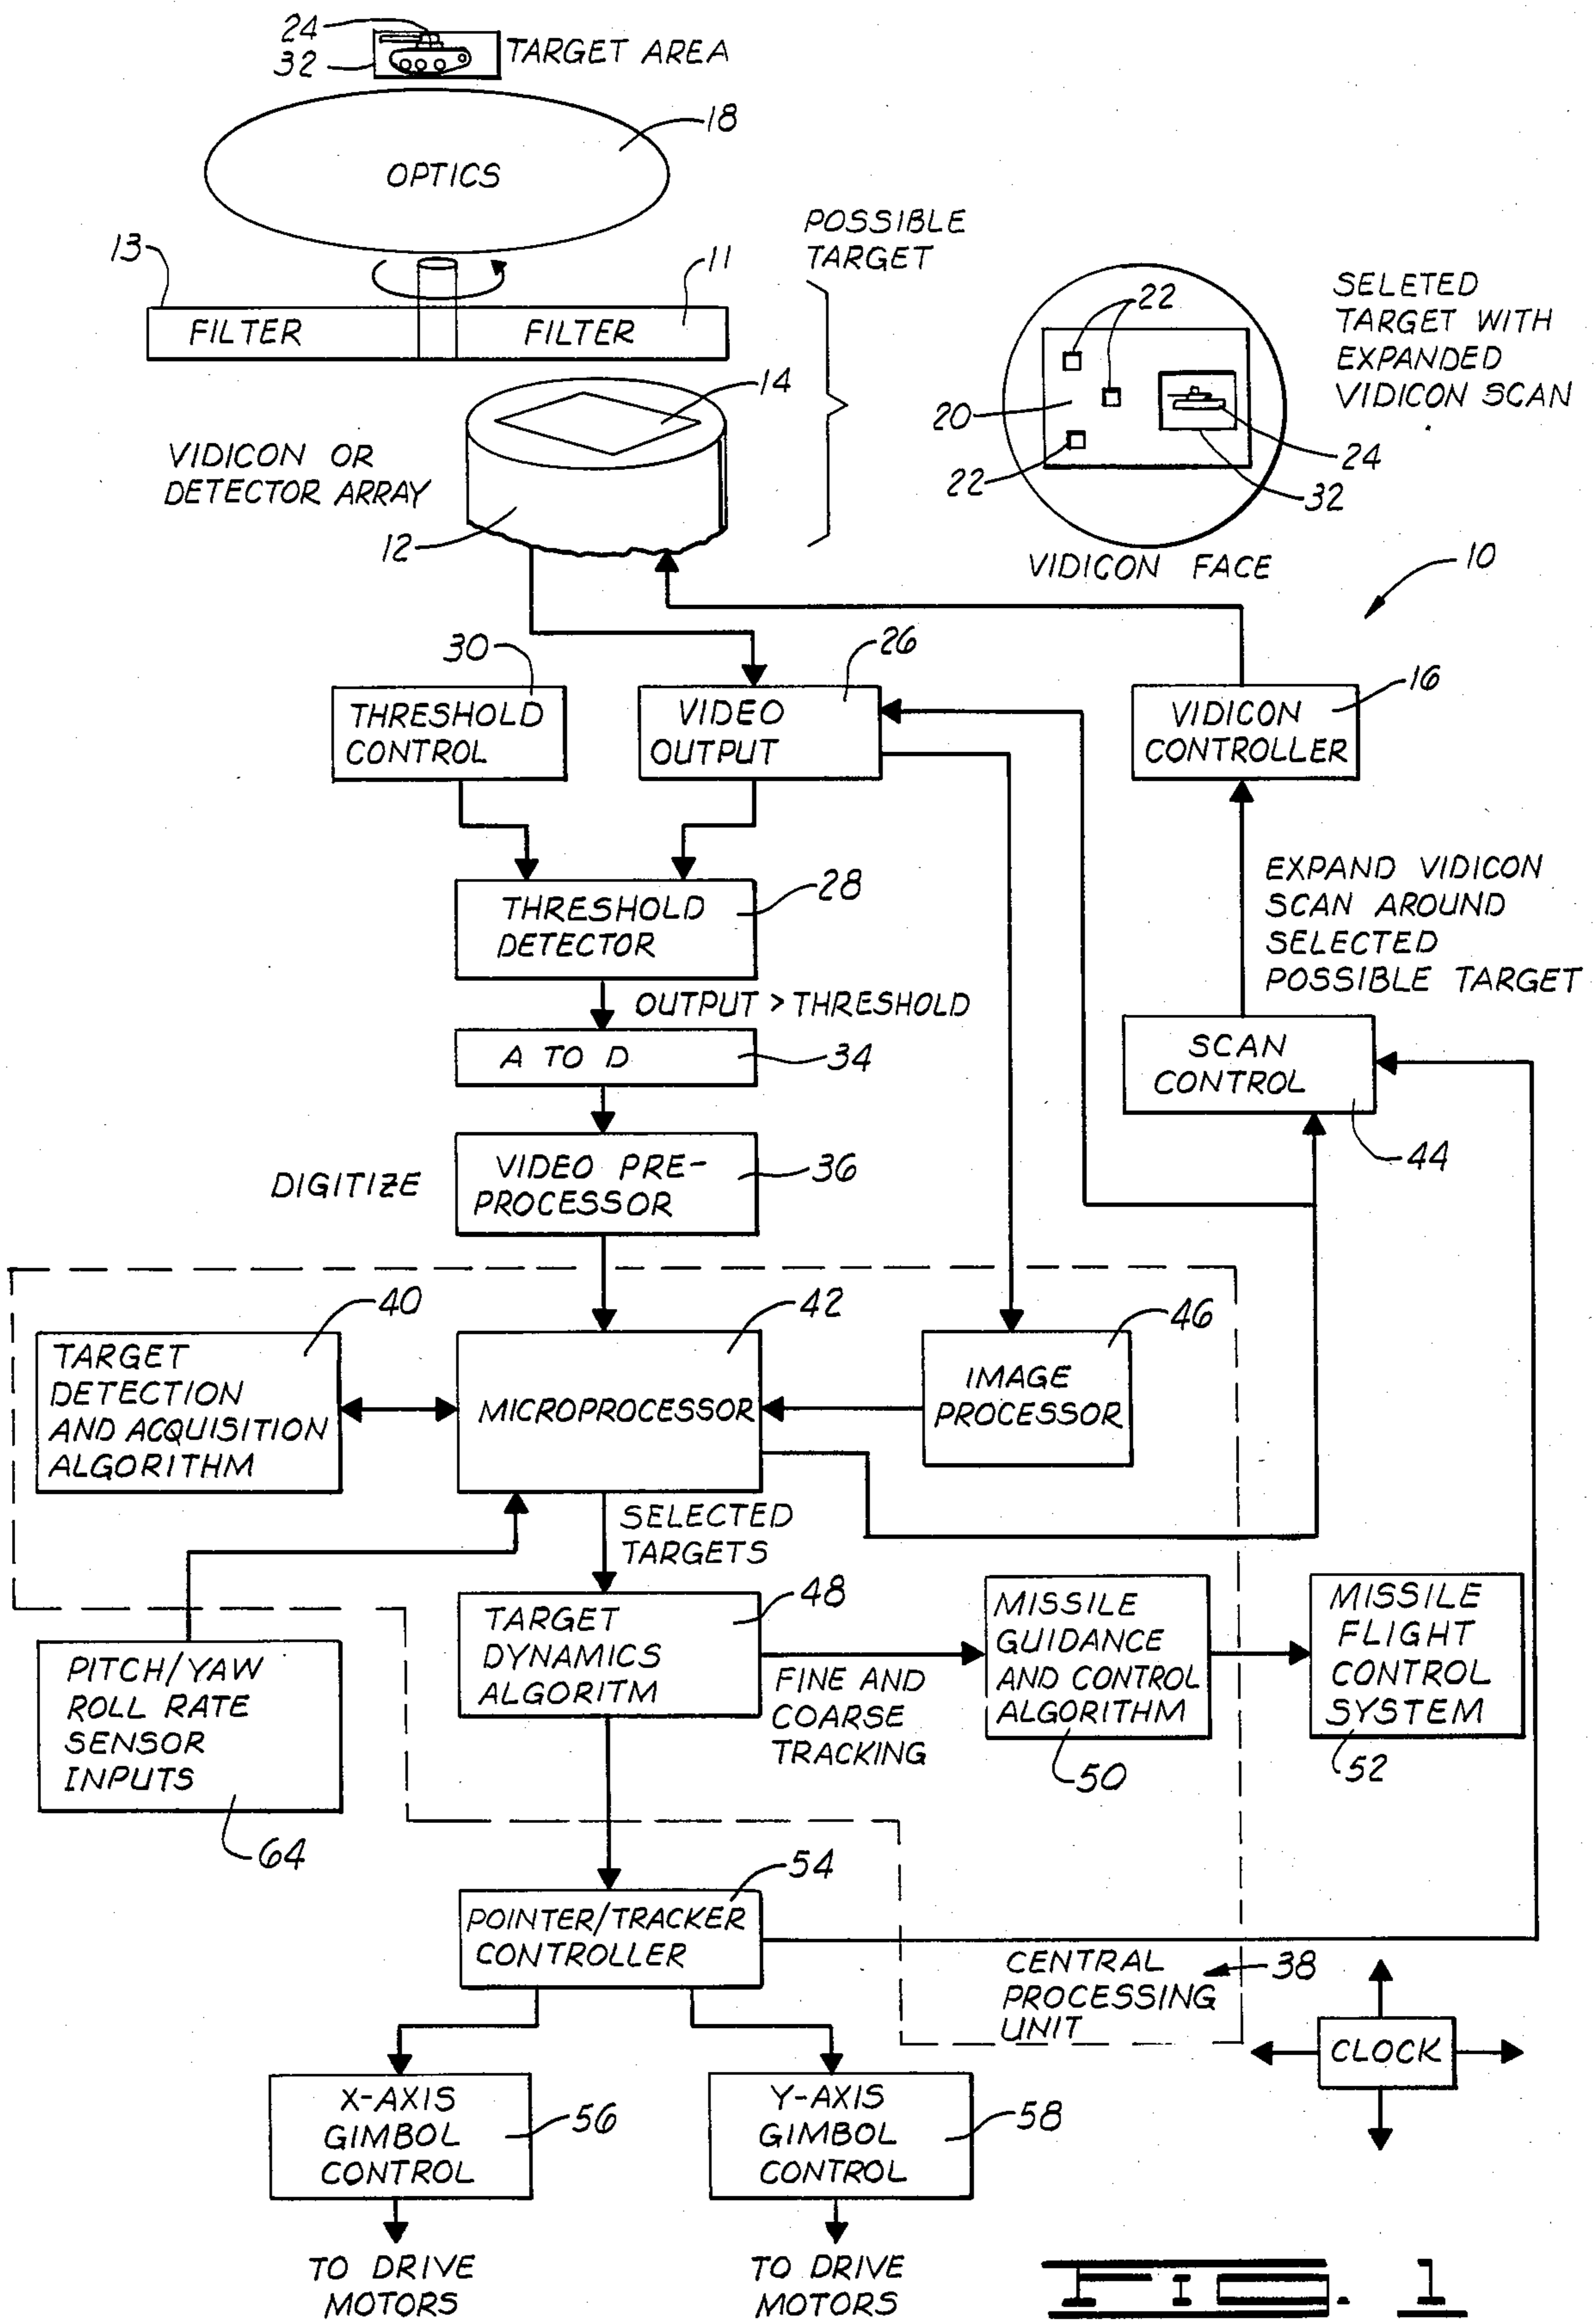 24
32
TARGET AREA
18
OPTICS
POSSIBLE
TARGET
13
11
FILTER
FILTER
22
SELETED
TARGET WITH
EXPANDED
VIDICON SCAN
14
20
24
VIDICON OR
DETECTOR ARRAY
22
32
12
VIDICON FACE
10
30
26
16
THRESHOLD
CONTROL
VIDEO
OUTPUT
VIDICON
CONTROLLER
EXPAND VIDICON
SCAN AROUND
SELECTED
POSSIBLE TARGET
28
THRESHOLD
DETECTOR
OUTPUT > THRESHOLD
A TO D
34
SCAN
CONTROL
44
DIGITIZE
VIDEO PRE-
PROCESSOR
36
40
42
46
TARGET
DETECTION
AND ACQUISITION
ALGORITHM
MICROPROCESSOR
IMAGE
PROCESSOR
SELECTED
TARGETS
48
TARGET
DYNAMICS
ALGORITM
MISSILE
GUIDANCE
AND CONTROL
ALGORITHM
MISSILE
FLIGHT
CONTROL
SYSTEM
PITCH/YAW
ROLL RATE
SENSOR
INPUTS
FINE AND
COARSE
TRACKING
50
52
64
54
POINTER/TRACKER
CONTROLLER
CENTRAL
PROCESSING
UNIT
38
CLOCK
X-AXIS
GIMBOL
CONTROL
56
Y-AXIS
GIMBOL
CONTROL
58
TO DRIVE
MOTORS
TO DRIVE
MOTORS
FIG. 1